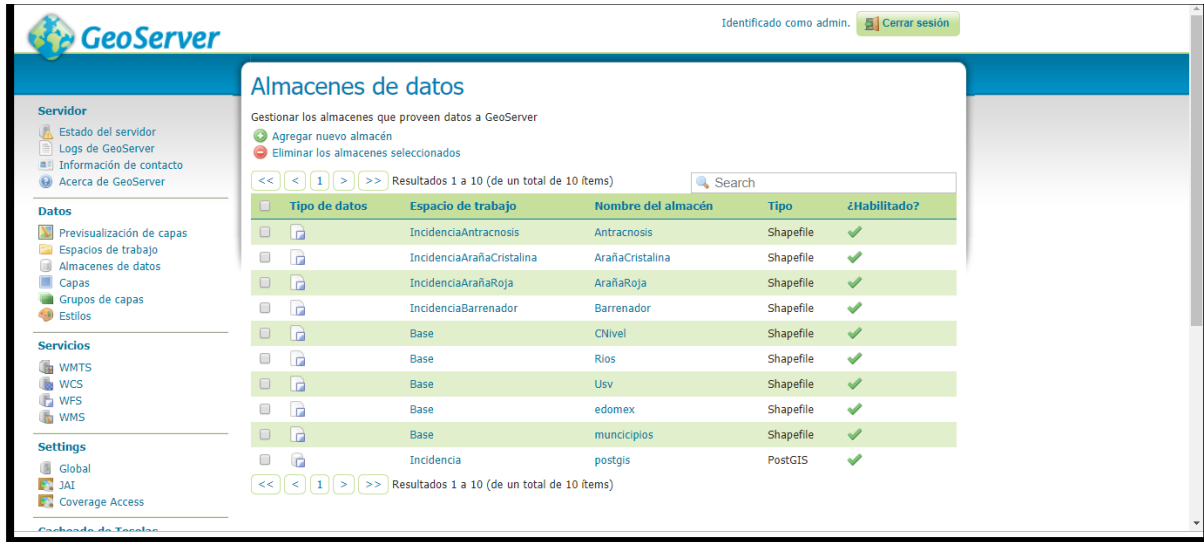 GeoServer
Identificado como admin.
Cerrar sesión
Servidor
Estado del servidor
Logs de GeoServer
Información de contacto
Acerca de GeoServer
Datos
Previsualización de capas
Espacios de trabajo
Almacenes de datos
Capas
Grupos de capas
Estilos
Servicios
WMTS
WCS
WFS
WMS
Settings
Global
JAI
Coverage Access
Cacheado de Teselas
Almacenes de datos
Gestionar los almacenes que proveen datos a GeoServer
Agregar nuevo almacén
Eliminar los almacenes seleccionados
<< < 1 > >> Resultados 1 a 10 (de un total de 10 ítems) Search
Tipo de datos Espacio de trabajo Nombre del almacén Tipo ¿Habilitado?
IncidenciaAntracnosis Antracnosis Shapefile
IncidenciaArañaCristalina ArañaCristalina Shapefile
IncidenciaArañaRoja ArañaRoja Shapefile
IncidenciaBarrenador Barrenador Shapefile
Base CNivel Shapefile
Base Rios Shapefile
Base Usv Shapefile
Base edomex Shapefile
Base muncicipios Shapefile
Incidencia postgis PostGIS
<< < 1 > >> Resultados 1 a 10 (de un total de 10 ítems)